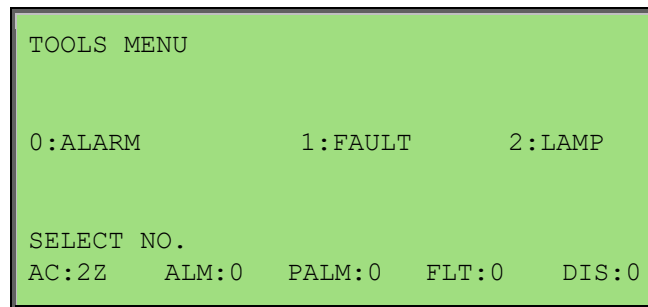 TOOLS MENU
0:ALARM 1:FAULT 2:LAMP
SELECT NO.
AC:2Z ALM:0 PALM:0 FLT:0 DIS:0